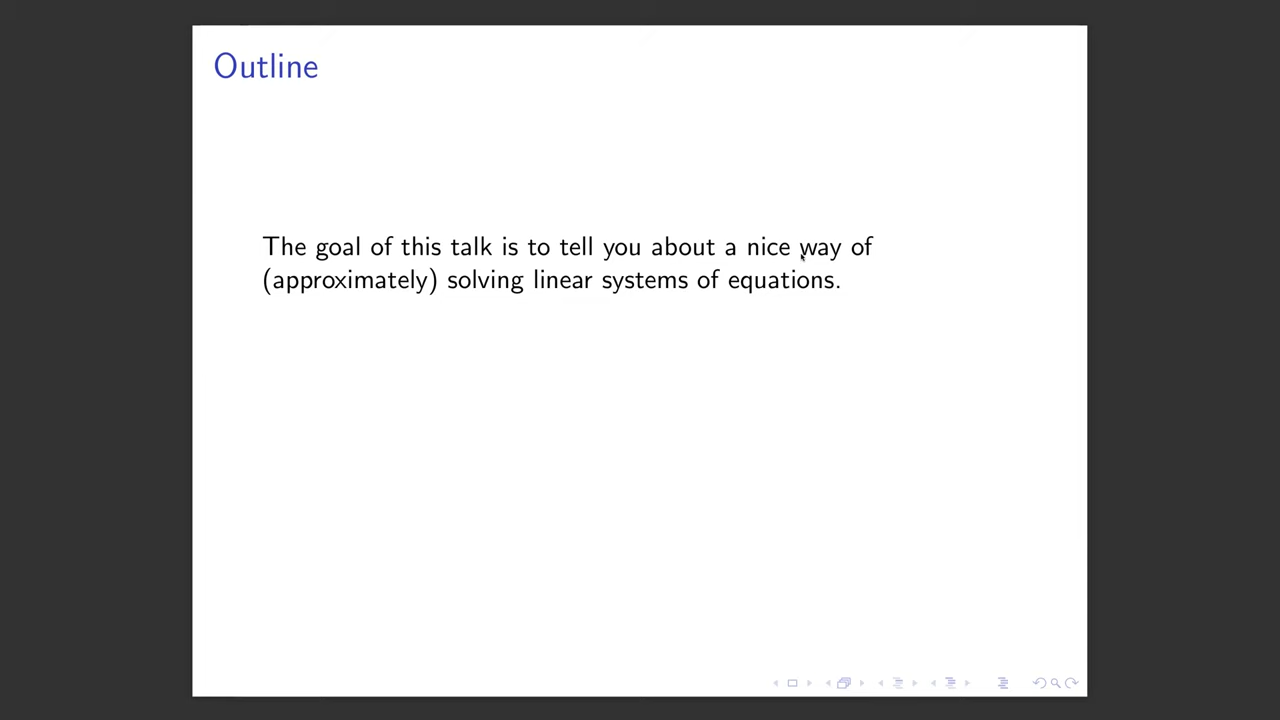 Outline
The goal of this talk is to tell you about a nice way of
(approximately) solving linear systems of equations.